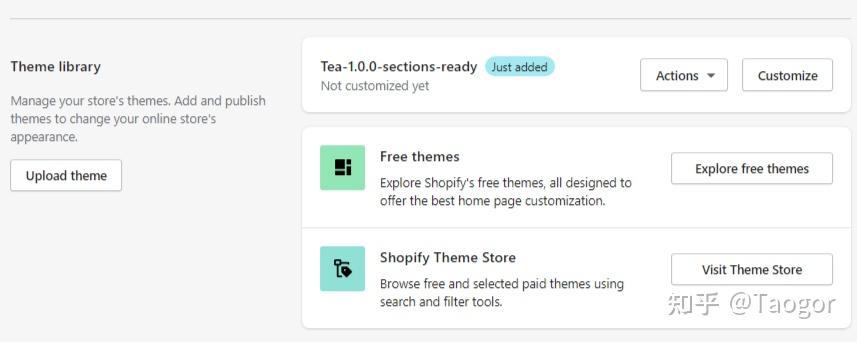 Theme library
Manage your store's themes. Add and publish
themes to change your online store's
appearance.
Upload theme
Tea-1.0.0-sections-ready Just added
Not customized yet
Actions
Customize
Free themes
Explore Shopify's free themes, all designed to
offer the best home page customization.
Explore free themes
Shopify Theme Store
Browse free and selected paid themes using
search and filter tools.
Visit Theme Store
知乎 @Taogor